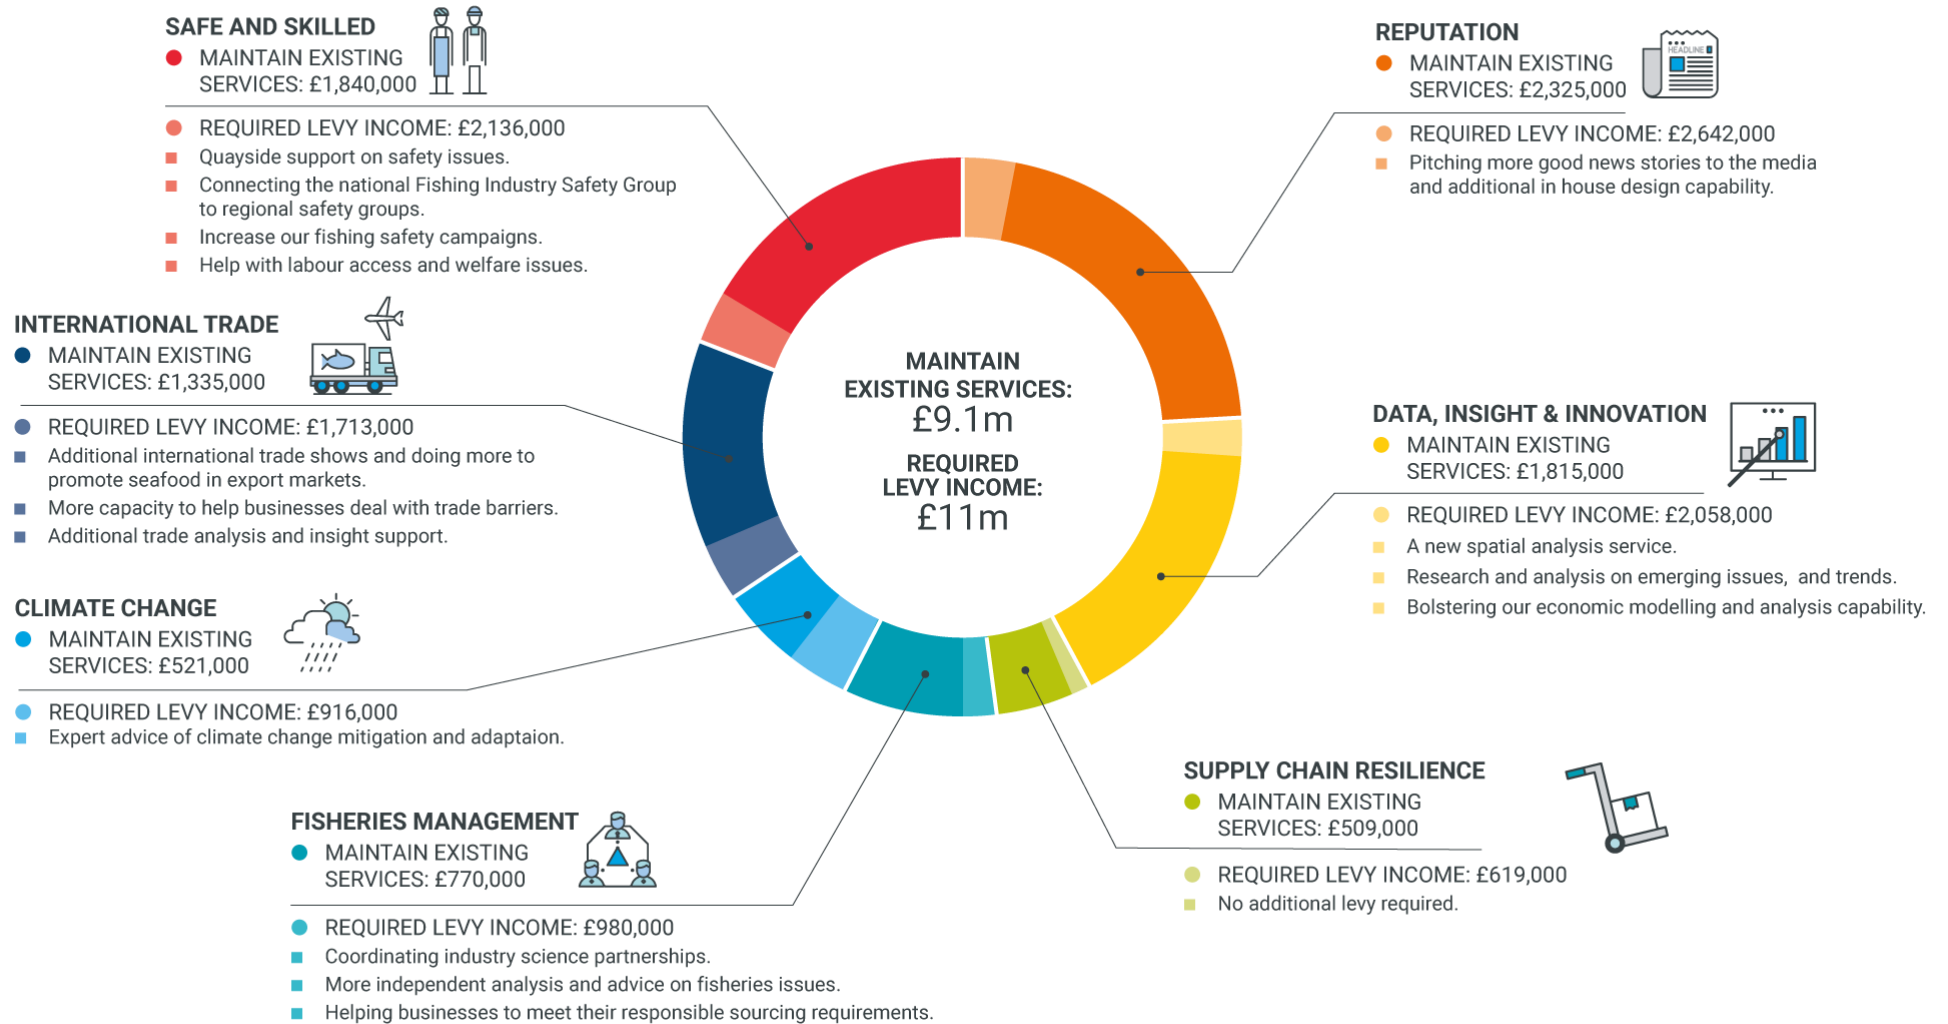 SAFE AND SKILLED
MAINTAIN EXISTING
SERVICES: £1,840,000
REQUIRED LEVY INCOME: £2,136,000
Quayside support on safety issues.
Connecting the national Fishing Industry Safety Group
to regional safety groups.
Increase our fishing safety campaigns.
Help with labour access and welfare issues.
INTERNATIONAL TRADE
MAINTAIN EXISTING
SERVICES: £1,335,000
REQUIRED LEVY INCOME: £1,713,000
Additional international trade shows and doing more to
promote seafood in export markets.
More capacity to help businesses deal with trade barriers.
Additional trade analysis and insight support.
CLIMATE CHANGE
MAINTAIN EXISTING
SERVICES: £521,000
REQUIRED LEVY INCOME: £916,000
Expert advice of climate change mitigation and adaptaion.
FISHERIES MANAGEMENT
MAINTAIN EXISTING
SERVICES: £770,000
REQUIRED LEVY INCOME: £980,000
Coordinating industry science partnerships.
More independent analysis and advice on fisheries issues.
Helping businesses to meet their responsible sourcing requirements.
MAINTAIN
EXISTING SERVICES:
£9.1m
REQUIRED
LEVY INCOME:
£11m
REPUTATION
HEADLINE
MAINTAIN EXISTING
SERVICES: £2,325,000
REQUIRED LEVY INCOME: £2,642,000
Pitching more good news stories to the media
and additional in house design capability.
DATA, INSIGHT & INNOVATION
MAINTAIN EXISTING
SERVICES: £1,815,000
REQUIRED LEVY INCOME: £2,058,000
A new spatial analysis service.
Research and analysis on emerging issues, and trends.
Bolstering our economic modelling and analysis capability.
SUPPLY CHAIN RESILIENCE
MAINTAIN EXISTING
SERVICES: £509,000
REQUIRED LEVY INCOME: £619,000
No additional levy required.